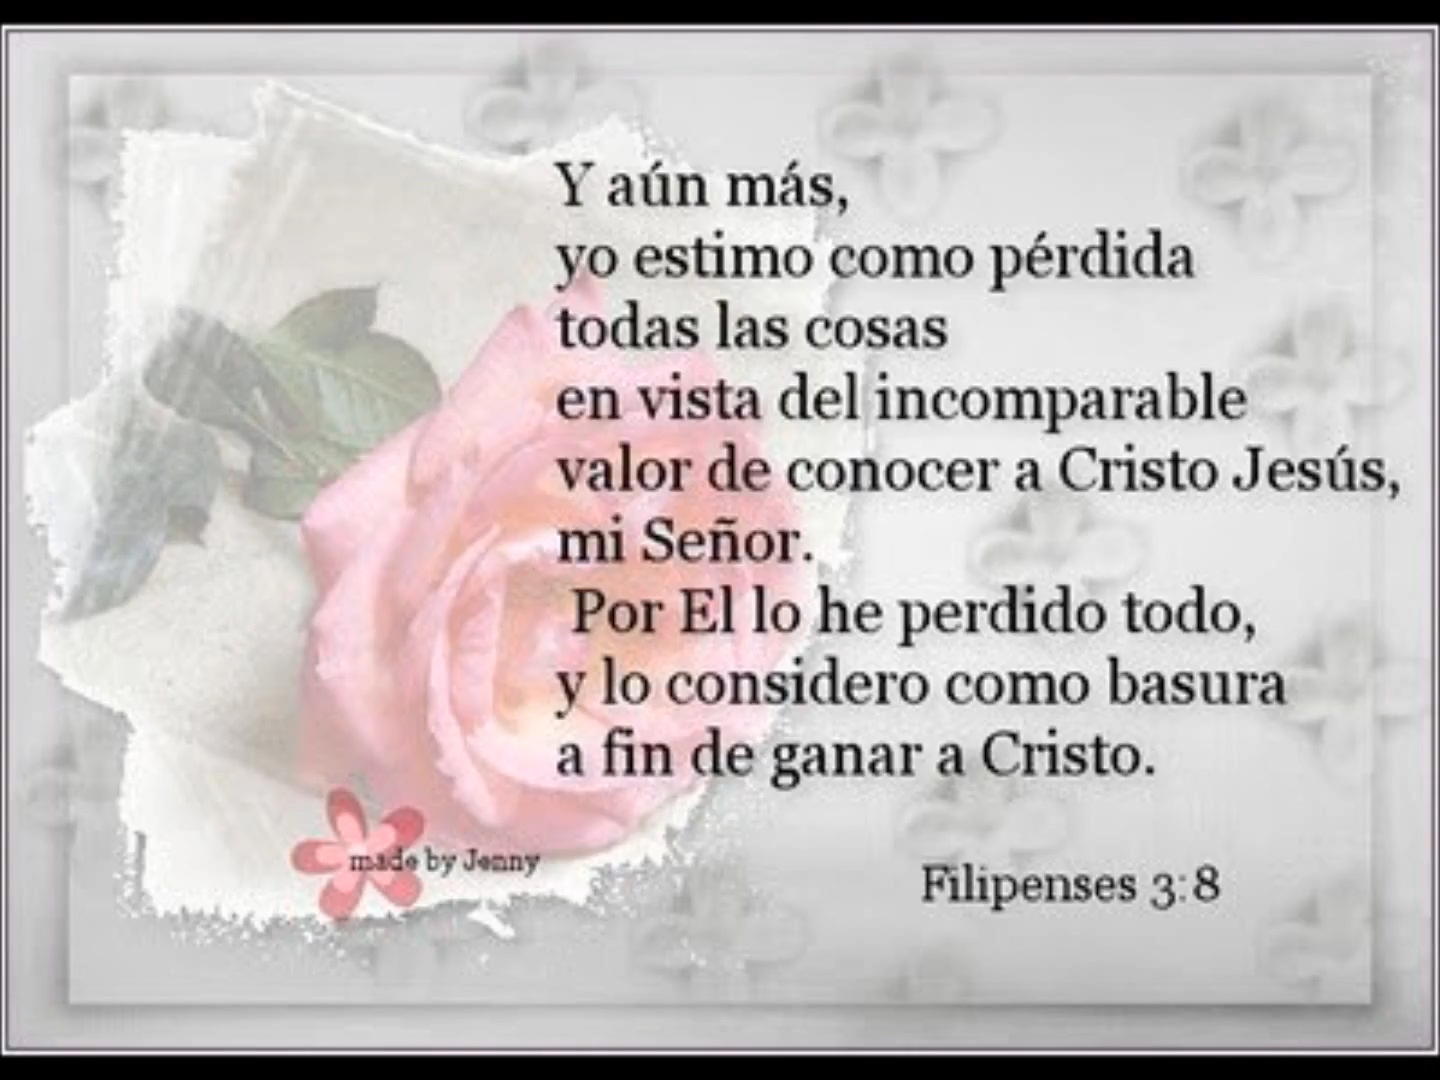 Y aún más,
yo estimo como pérdida
todas las cosas
en vista del incomparable
valor de conocer a Cristo Jesús,
mi Señor.
Por El lo he perdido todo,
y lo considero como basura
a fin de ganar a Cristo.
made by Jenny
Filipenses 3:8